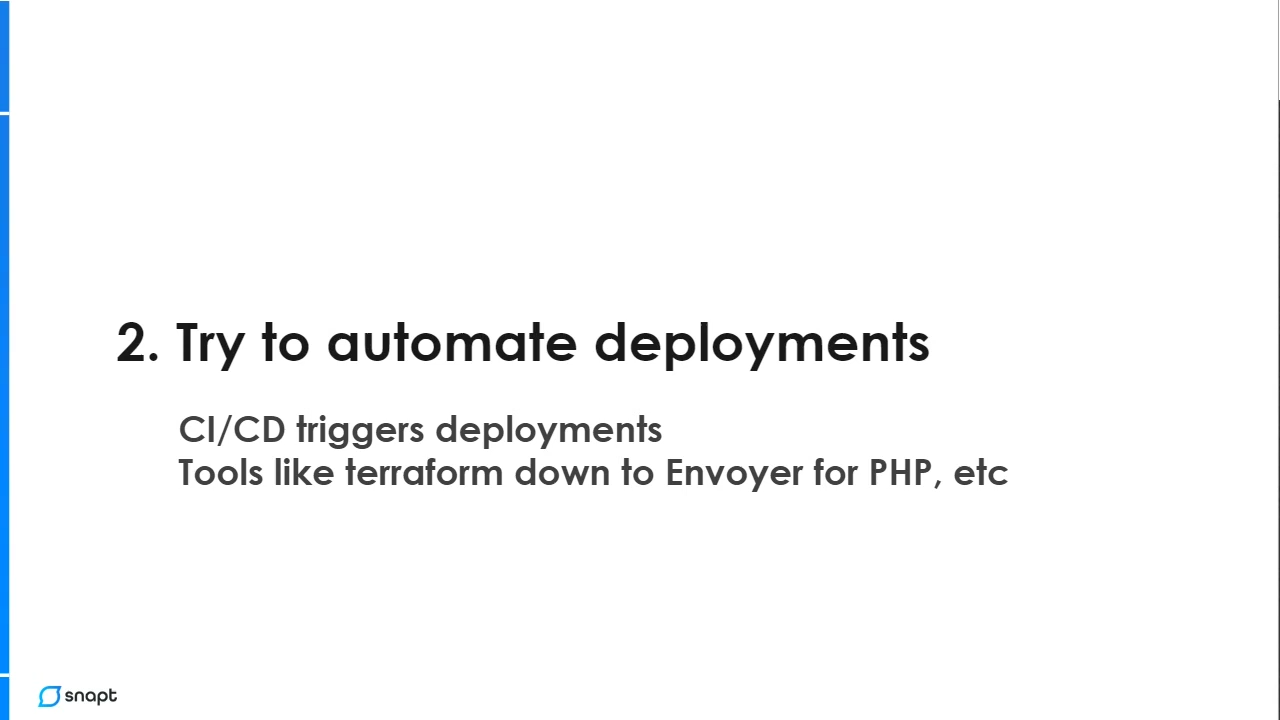 2. Try to automate deployments
CI/CD triggers deployments
Tools like terraform down to Envoyer for PHP, etc
snapt